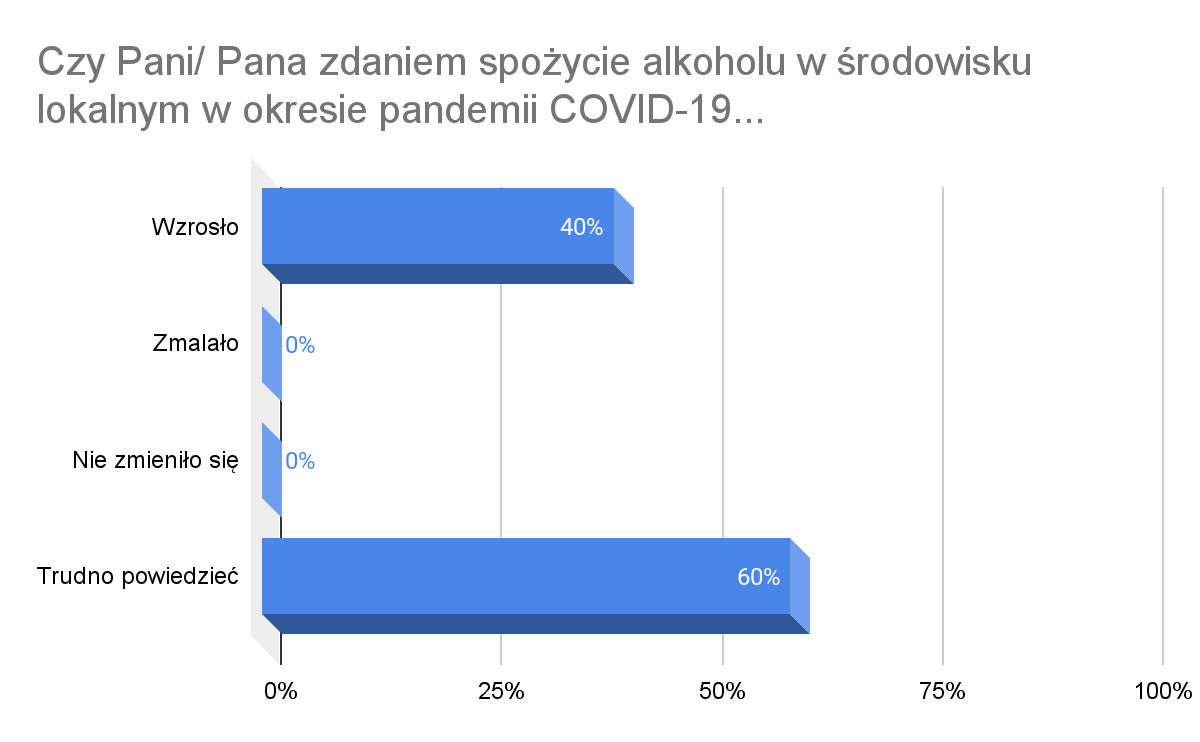 Czy Pani/ Pana zdaniem spożycie alkoholu w środowisku
lokalnym w okresie pandemii COVID-19...
Wzrosło
40%
Zmalało
0%
Nie zmieniło się
0%
Trudno powiedzieć
60%
0%
25%
50%
75%
100%